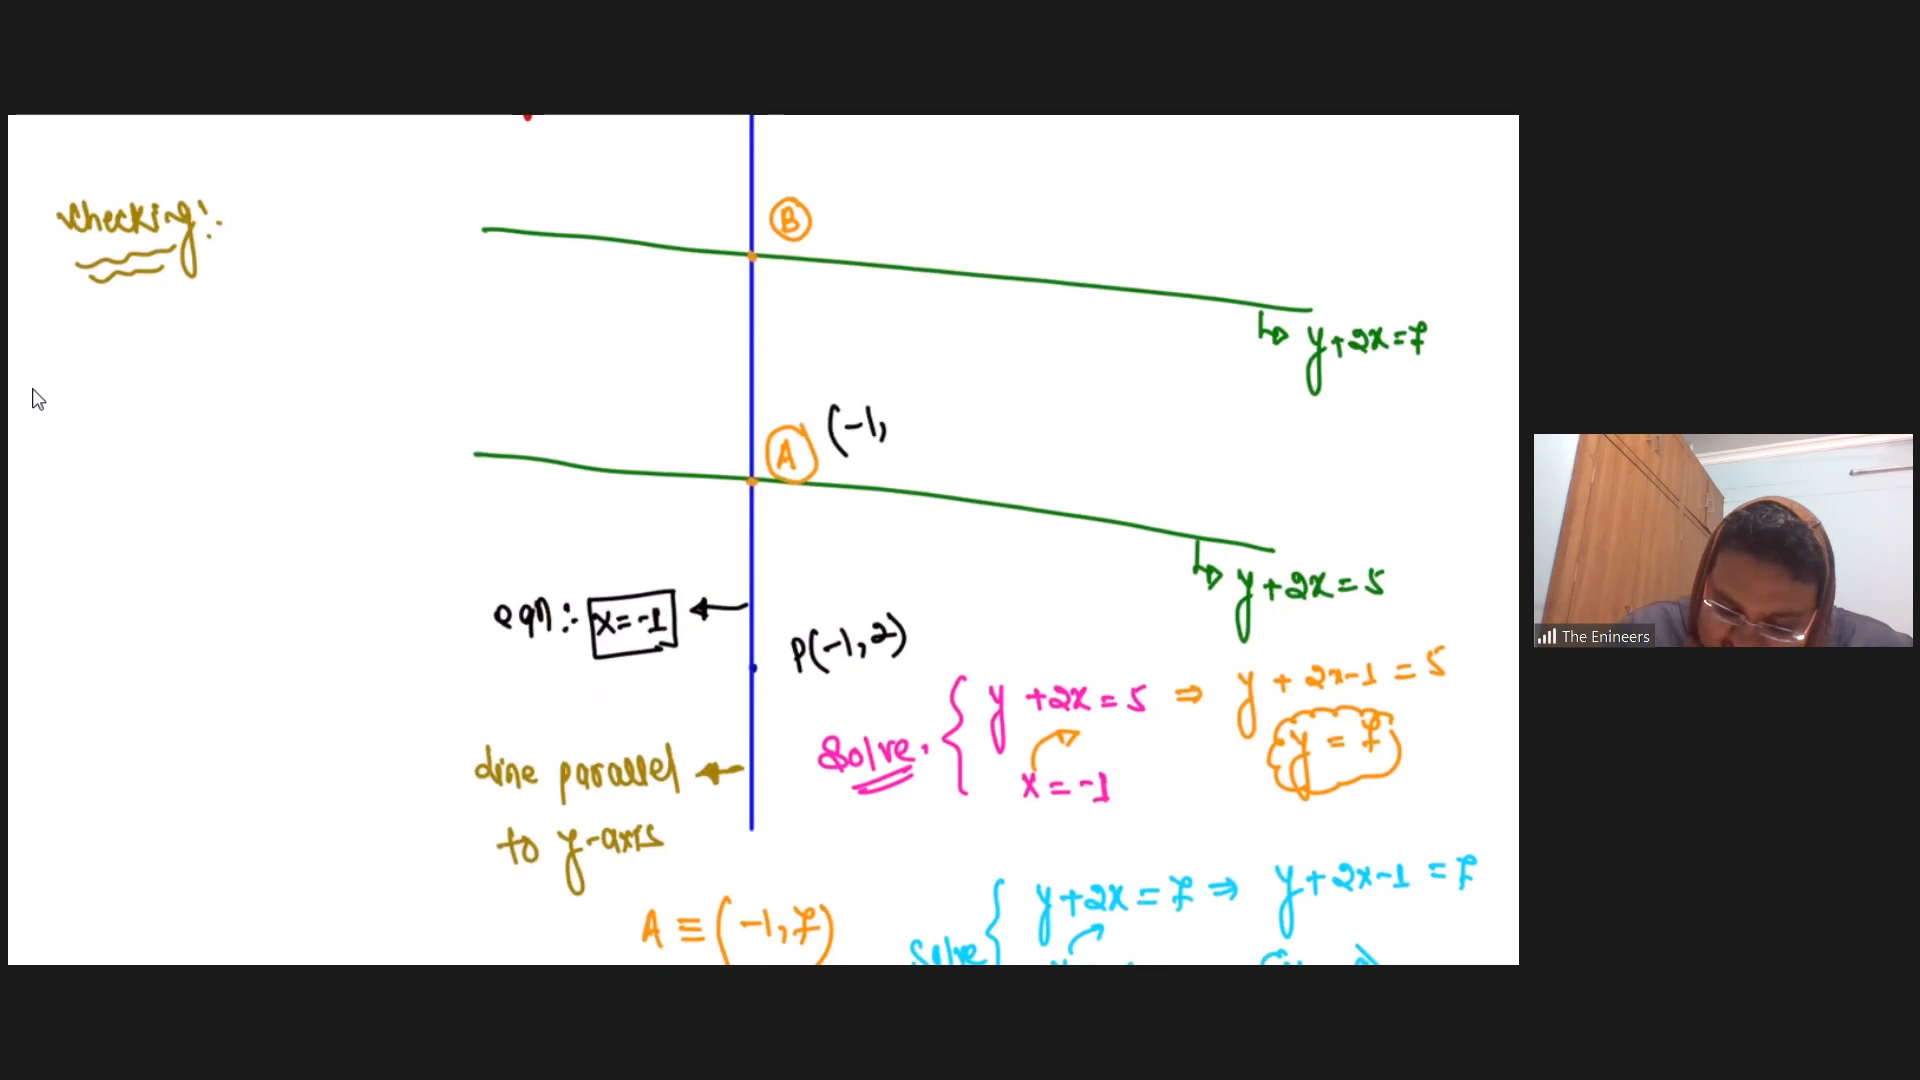 Checking:-
B
y+2x=7
A (-1,
y+2x=5
eqn:- x=-1
P(-1,2)
Solve. y+2x=5 ⇒ y+2x-1=5
x=-1
y=7
Line parallel
to y-axis
A≡(-1,7)
Solve y+2x=7 ⇒ y+2x-1=7
The Enineers